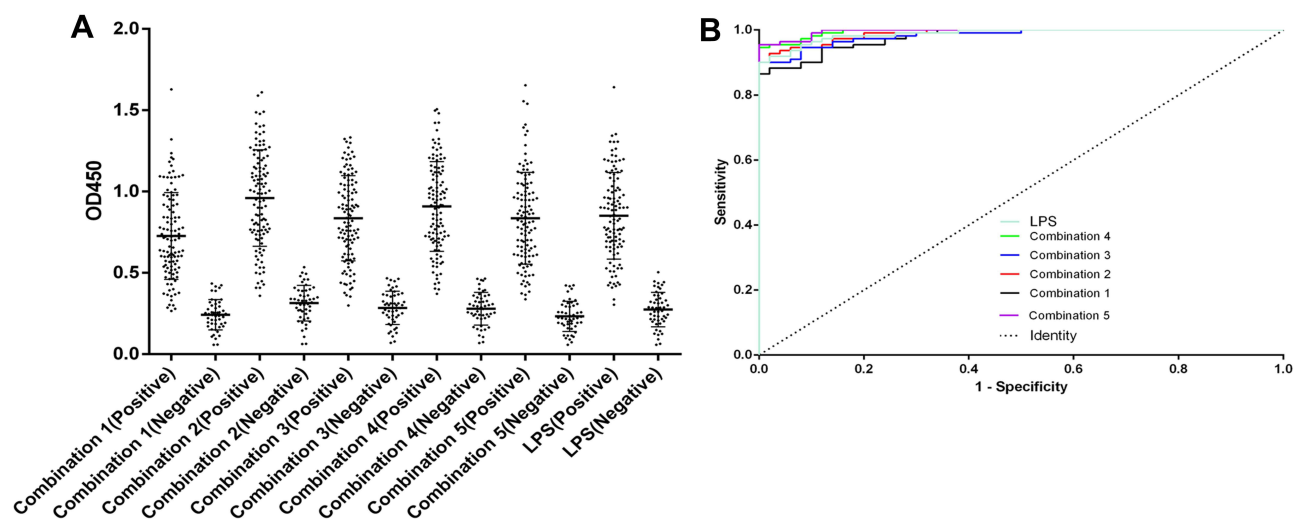 A
2.0
1.5
1.0
0.5
0.0
OD450
Combination 1(Positive)
Combination 1(Negative)
Combination 2(Positive)
Combination 2(Negative)
Combination 3(Positive)
Combination 3(Negative)
Combination 4(Positive)
Combination 4(Negative)
Combination 5(Positive)
Combination 5(Negative)
LPS(Positive)
LPS(Negative)
B
1.0
0.8
0.6
0.4
0.2
0.0
Sensitivity
LPS
Combination 4
Combination 3
Combination 2
Combination 1
Combination 5
Identity
0.0 0.2 0.4 0.6 0.8 1.0
1 - Specificity